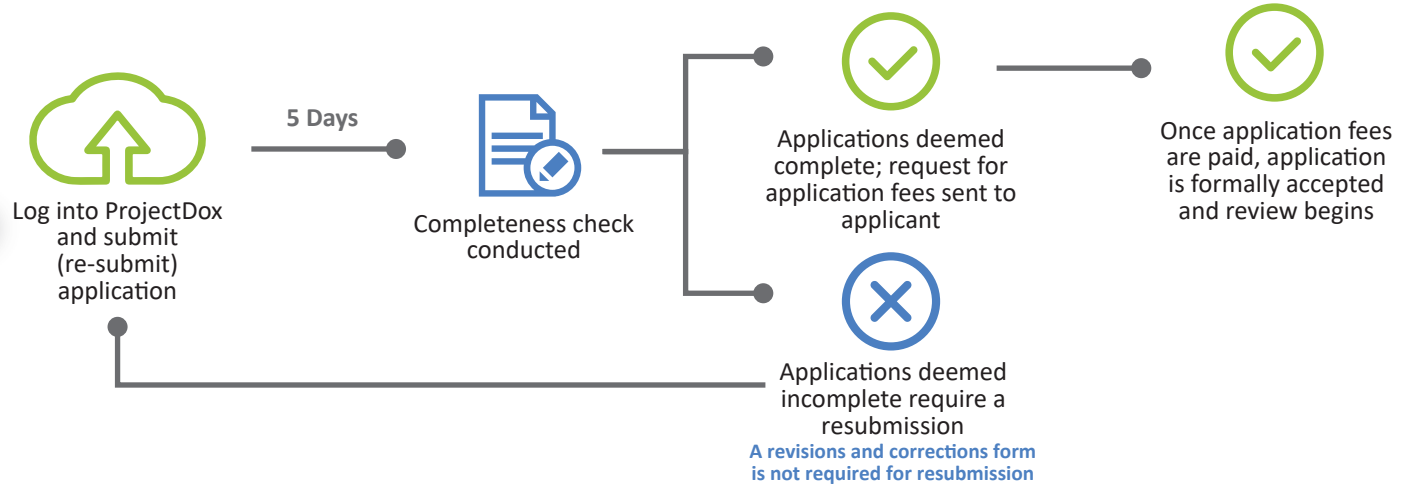 Log into ProjectDox
and submit
(re-submit)
application
5 Days
Completeness check
conducted
Applications deemed
complete; request for
application fees sent to
applicant
Once application fees
are paid, application
is formally accepted
and review begins
Applications deemed
incomplete require a
resubmission
A revisions and corrections form
is not required for resubmission